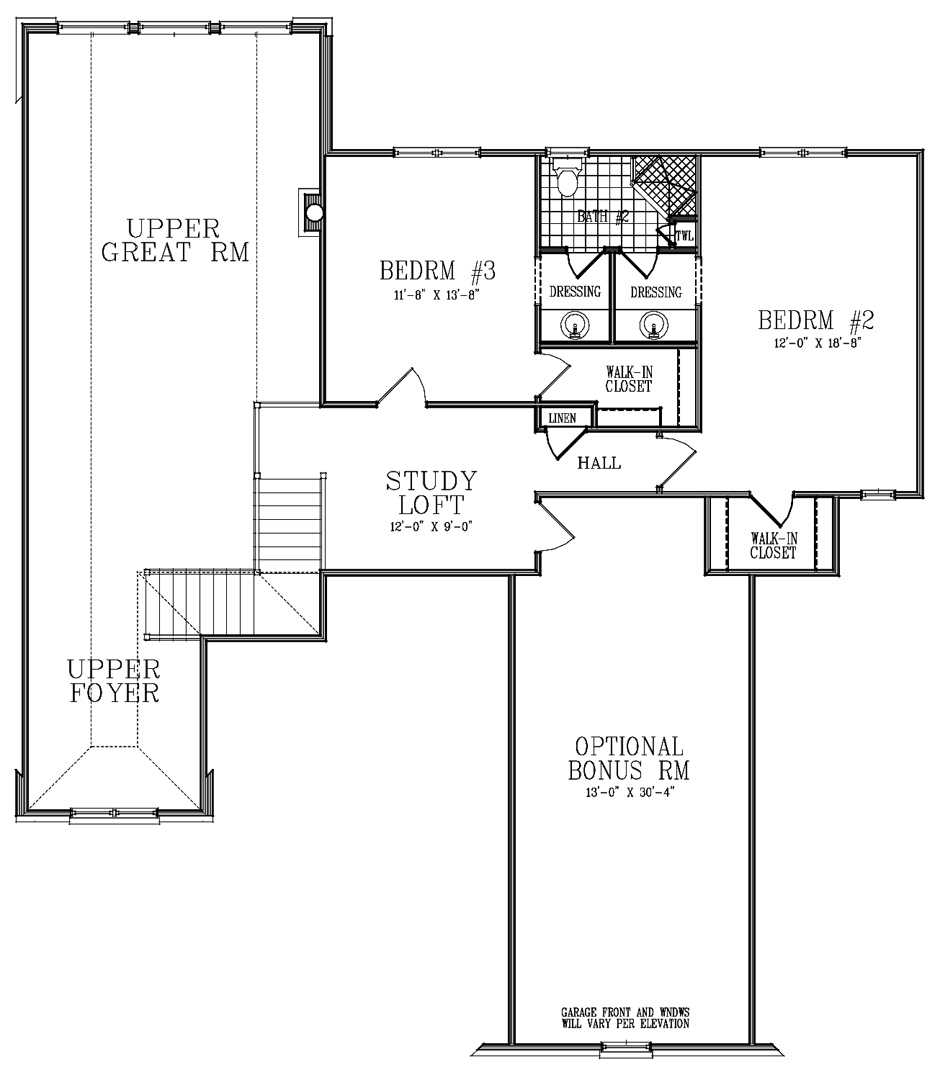 UPPER
GREAT RM
BEDRM #3
11'-8" X 13'-8"
BATH #2
TWL
DRESSING
DRESSING
BEDRM #2
12'-0" X 18'-8"
WALK-IN
CLOSET
LINEN
HALL
STUDY
LOFT
12'-0" X 9'-0"
WALK-IN
CLOSET
UPPER
FOYER
OPTIONAL
BONUS RM
13'-0" X 30'-4"
GARAGE FRONT AND WNDWS
WILL VARY PER ELEVATION